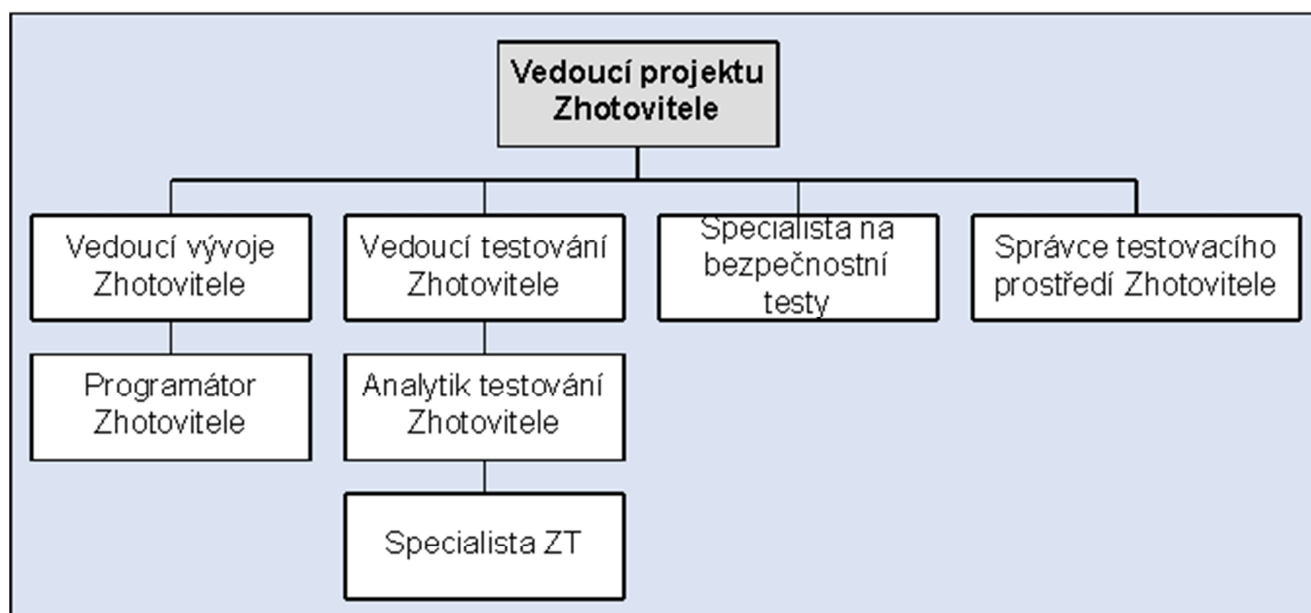 Vedoucí projektu
Zhotovitele
Vedoucí vývoje
Zhotovitele
Vedoucí testování
Zhotovitele
Specialista na
bezpečnostní
testy
Správce testovacího
prostředí Zhotovitele
Programátor
Zhotovitele
Analytik testování
Zhotovitele
Specialista ZT